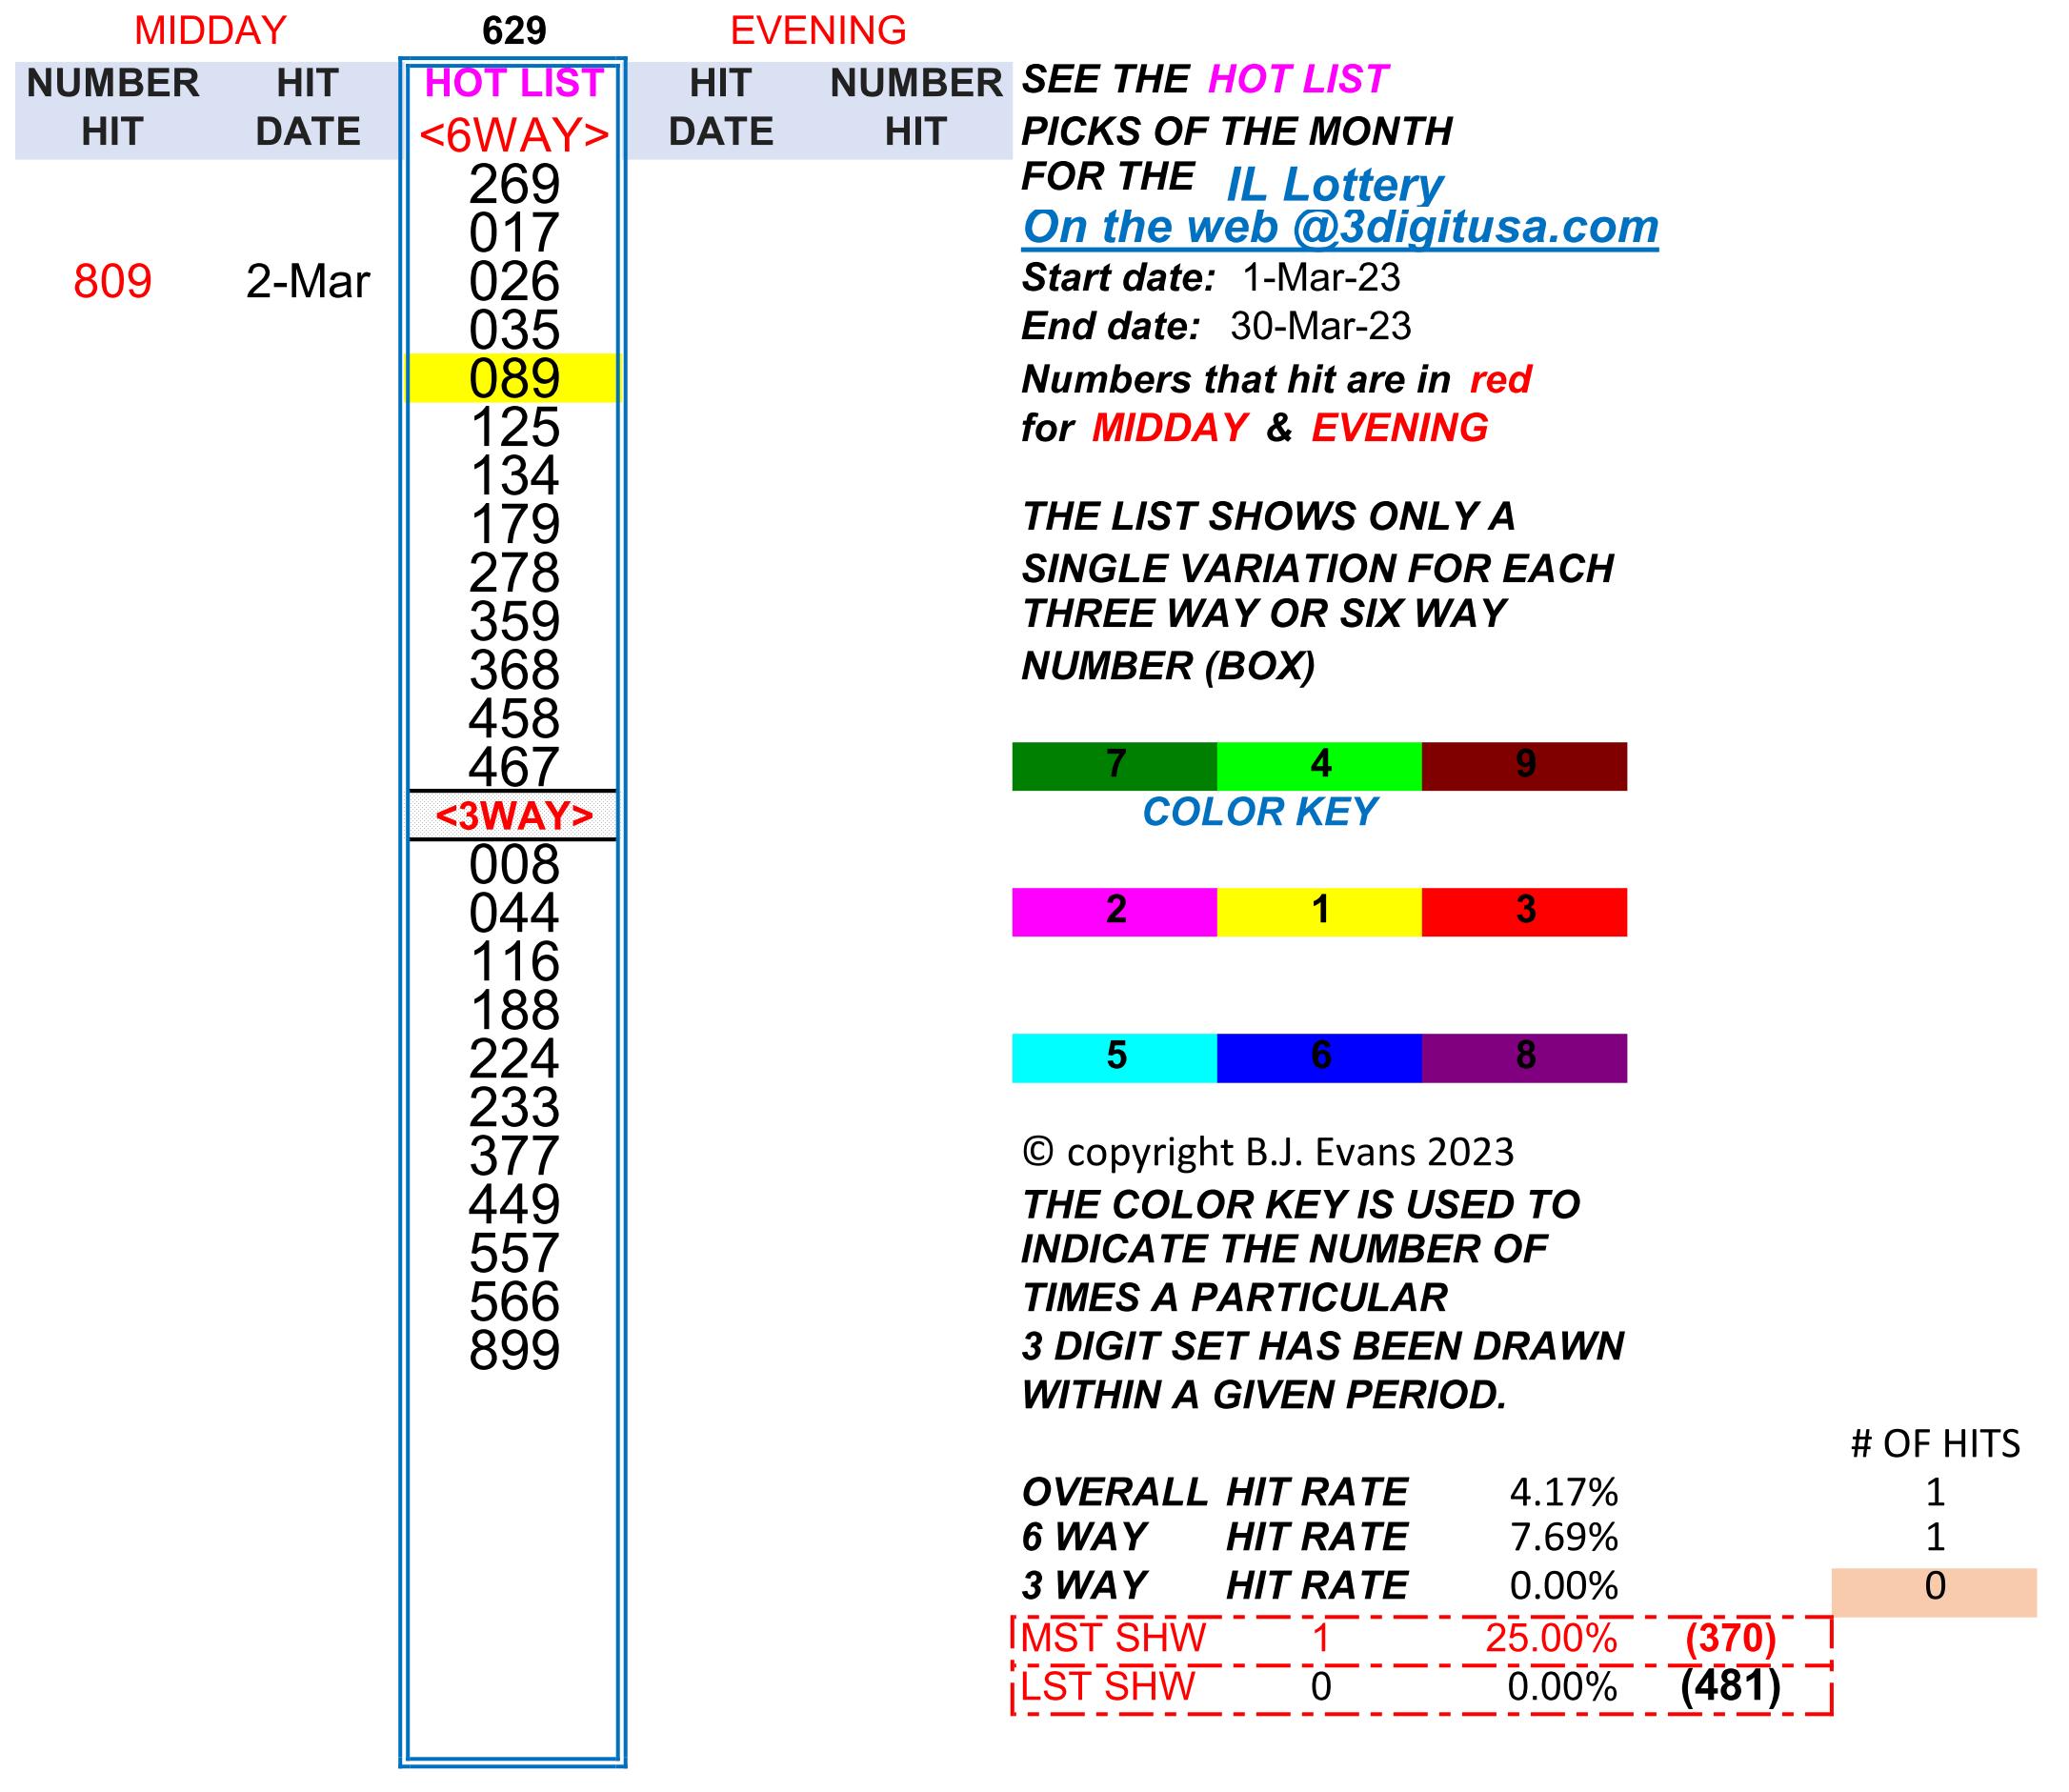 MIDDAY 629 EVENING
NUMBER HIT HOT LIST HIT NUMBER
HIT DATE <6WAY> DATE HIT
269
017
809 2-Mar 026
035
089
125
134
179
278
359
368
458
467
<3WAY>
008
044
116
188
224
233
377
449
557
566
899
SEE THE HOT LIST
PICKS OF THE MONTH
FOR THE IL Lottery
On the web @3digitusa.com
Start date: 1-Mar-23
End date: 30-Mar-23
Numbers that hit are in red
for MIDDAY & EVENING
THE LIST SHOWS ONLY A
SINGLE VARIATION FOR EACH
THREE WAY OR SIX WAY
NUMBER (BOX)
7 4 9
COLOR KEY
2 1 3
5 6 8
© copyright B.J. Evans 2023
THE COLOR KEY IS USED TO
INDICATE THE NUMBER OF
TIMES A PARTICULAR
3 DIGIT SET HAS BEEN DRAWN
WITHIN A GIVEN PERIOD.
# OF HITS
OVERALL HIT RATE 4.17% 1
6 WAY HIT RATE 7.69% 1
3 WAY HIT RATE 0.00% 0
MST SHW 1 25.00% (370)
LST SHW 0 0.00% (481)